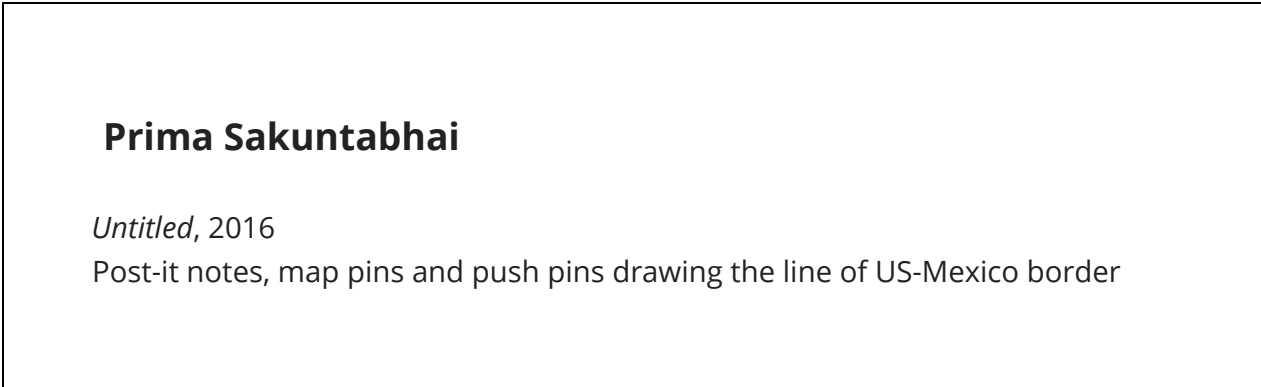 Prima Sakuntabhai
Untitled, 2016
Post-it notes, map pins and push pins drawing the line of US-Mexico border